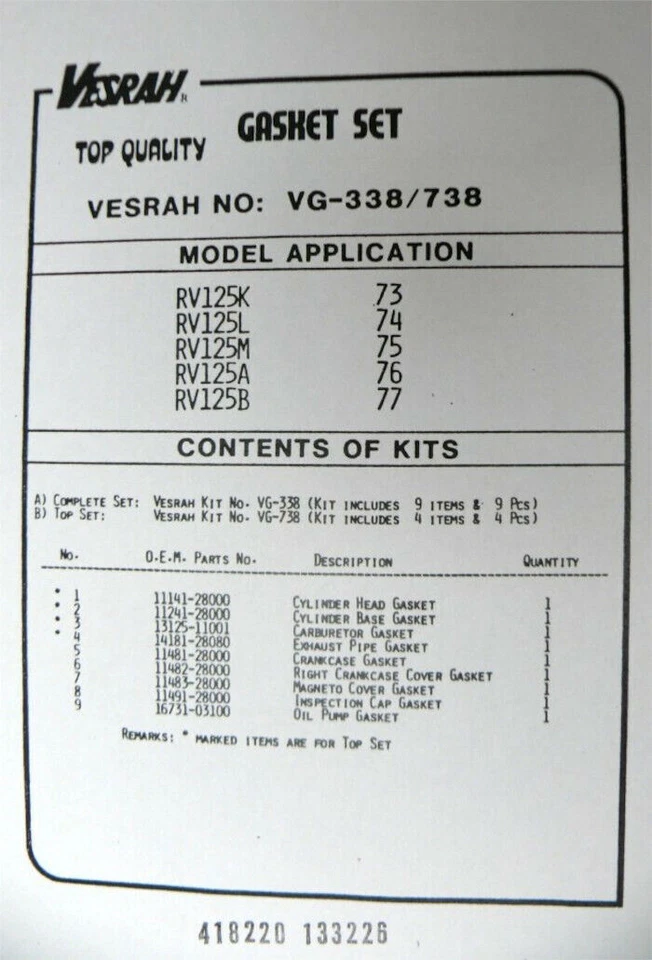 VESRAH R
GASKET SET
TOP QUALITY
VESRAH NO: VG-338/738
MODEL APPLICATION
RV125K 73
RV125L 74
RV125M 75
RV125A 76
RV125B 77
CONTENTS OF KITS
A) COMPLETE SET: VESRAH KIT NO. VG-338 (KIT INCLUDES 9 ITEMS & 9 PCS)
B) TOP SET: VESRAH KIT NO. VG-738 (KIT INCLUDES 4 ITEMS & 4 PCS)
NO. O.E.M. PARTS NO. DESCRIPTION QUANTITY
* 1 11141-28000 CYLINDER HEAD GASKET 1
* 2 11241-28000 CYLINDER BASE GASKET 1
* 3 13125-11001 CARBURETOR GASKET 1
* 4 14181-28080 EXHAUST PIPE GASKET 1
5 11481-28000 CRANKCASE GASKET 1
6 11482-28000 RIGHT CRANKCASE COVER GASKET 1
7 11483-28000 MAGNETO COVER GASKET 1
8 11491-28000 INSPECTION CAP GASKET 1
9 16731-03100 OIL PUMP GASKET 1
REMARKS: * MARKED ITEMS ARE FOR TOP SET
418220 133226